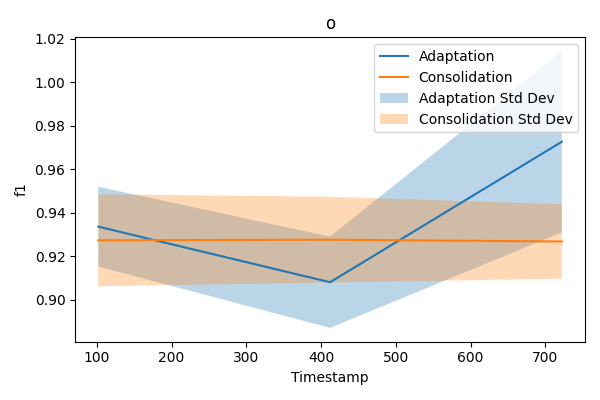 o
1.02
1.00
0.98
0.96
0.94
0.92
0.90
f1
Adaptation
Consolidation
Adaptation Std Dev
Consolidation Std Dev
100
200
300
400
500
600
700
Timestamp